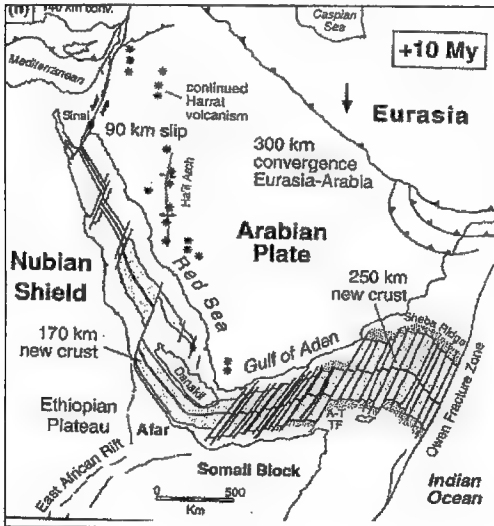 (h)
140 km conv.
Caspian
Sea
+10 My
Mediterranean
continued
Harrat
volcanism
Eurasia
Sinai
90 km slip
300 km
convergence
Eurasia-Arabia
Ha'il Arch
Arabian
Plate
Red Sea
Nubian
Shield
250 km
new crust
Sheba Ridge
170 km
new crust
Gulf of Aden
Owen Fracture Zone
Danakil
Ethiopian
Plateau
Afar
A-T
TF
East African Rift
Somali Block
Indian
Ocean
0 500
Km